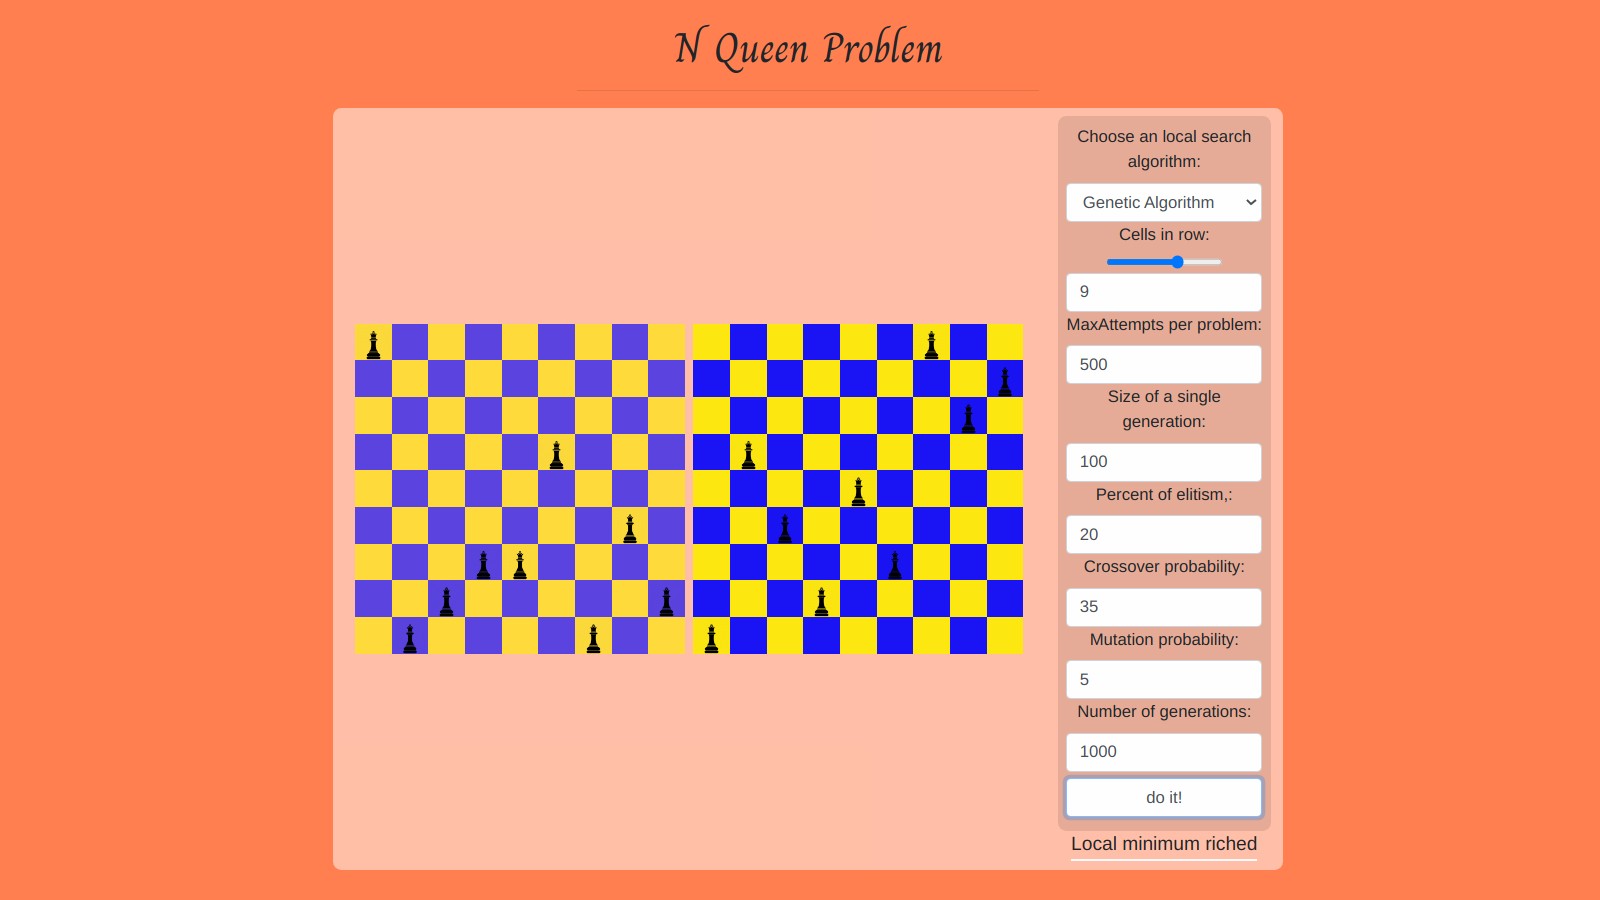 N Queen Problem
Choose an local search
algorithm:
Genetic Algorithm
Cells in row:
9
MaxAttempts per problem:
500
Size of a single
generation:
100
Percent of elitism,:
20
Crossover probability:
35
Mutation probability:
5
Number of generations:
1000
do it!
Local minimum riched